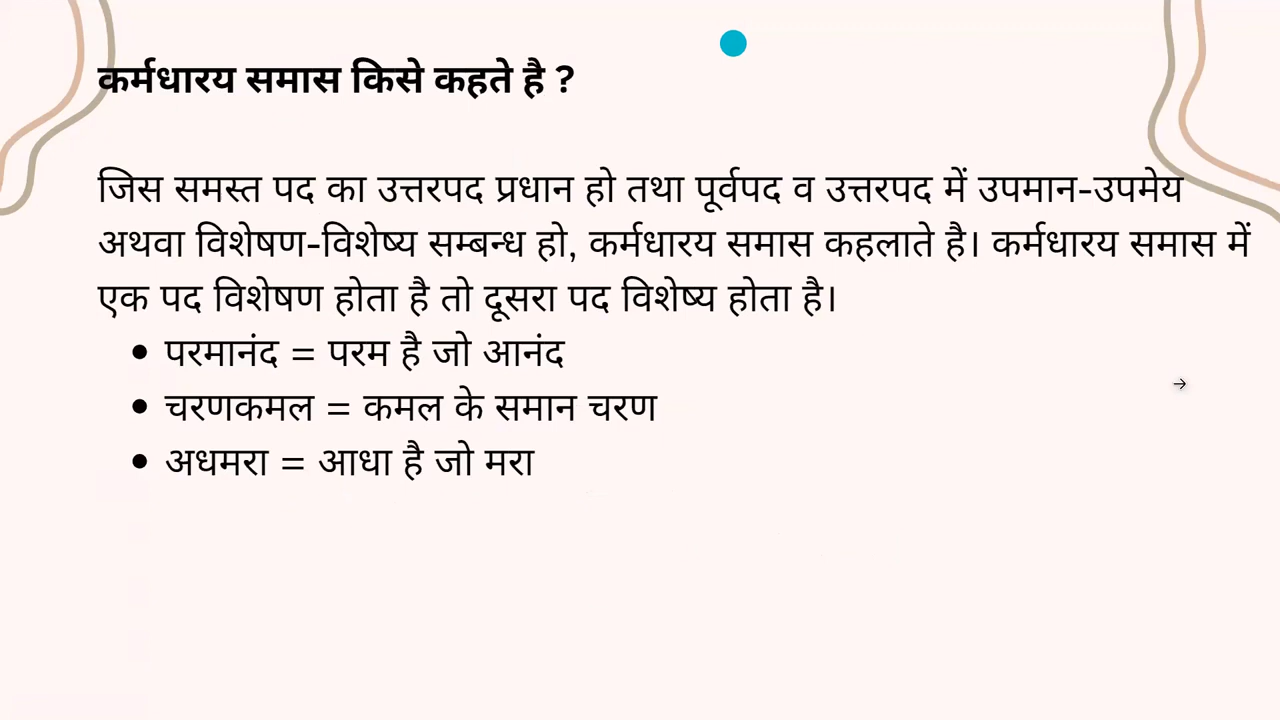 कर्मधारय समास किसे कहते है ?
जिस समस्त पद का उत्तरपद प्रधान हो तथा पूर्वपद व उत्तरपद में उपमान-उपमेय
अथवा विशेषण-विशेष्य सम्बन्ध हो, कर्मधारय समास कहलाते है। कर्मधारय समास में
एक पद विशेषण होता है तो दूसरा पद विशेष्य होता है।
• परमानंद = परम है जो आनंद
• चरणकमल = कमल के समान चरण
• अधमरा = आधा है जो मरा